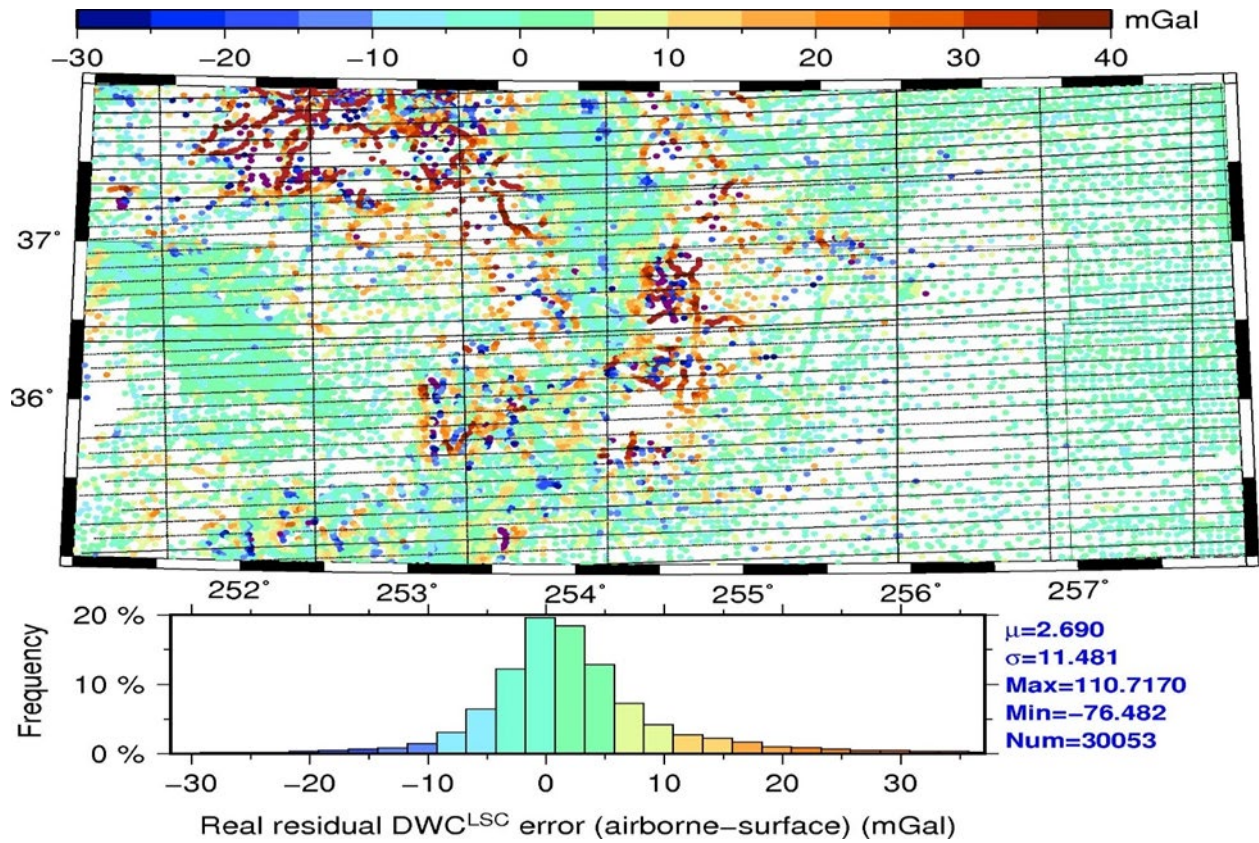 mGal
−30 −20 −10 0 10 20 30 40
37°
36°
252° 253° 254° 255° 256° 257°
20 %
10 %
0 %
Frequency
−30 −20 −10 0 10 20 30
Real residual DWC^LSC error (airborne−surface) (mGal)
μ=2.690
σ=11.481
Max=110.7170
Min=−76.482
Num=30053